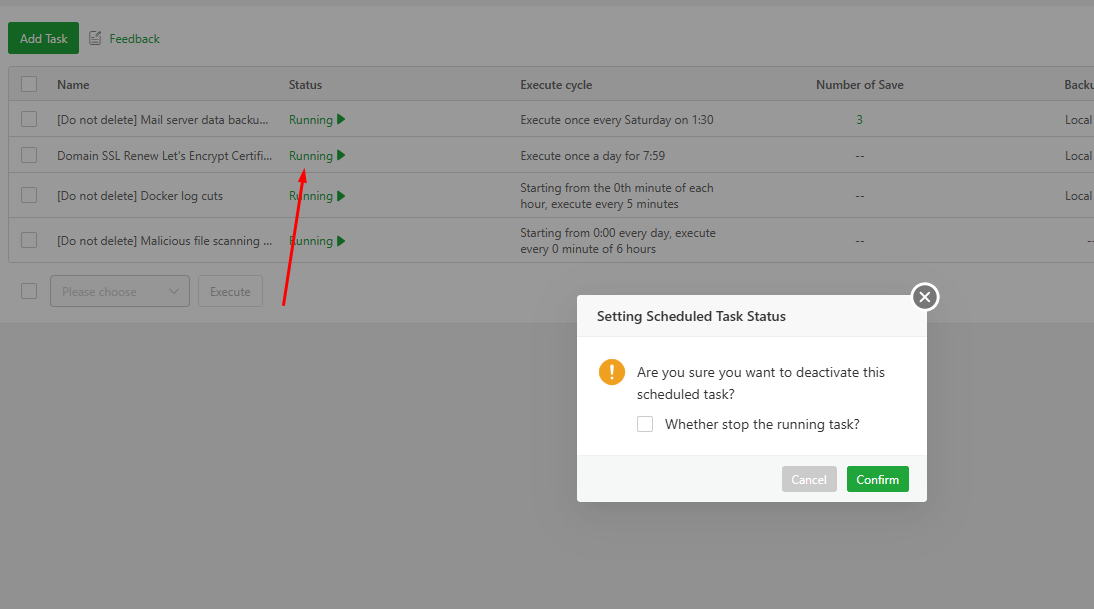 Add Task Feedback
Name Status Execute cycle Number of Save Backu
[Do not delete] Mail server data backu... Running Execute once every Saturday on 1:30 3 Local
Domain SSL Renew Let's Encrypt Certifi... Running Execute once a day for 7:59 -- Local
[Do not delete] Docker log cuts Running Starting from the 0th minute of each
hour, execute every 5 minutes -- Local
[Do not delete] Malicious file scanning ... Running Starting from 0:00 every day, execute
every 0 minute of 6 hours -- --
Please choose Execute
Setting Scheduled Task Status
Are you sure you want to deactivate this
scheduled task?
Whether stop the running task?
Cancel Confirm